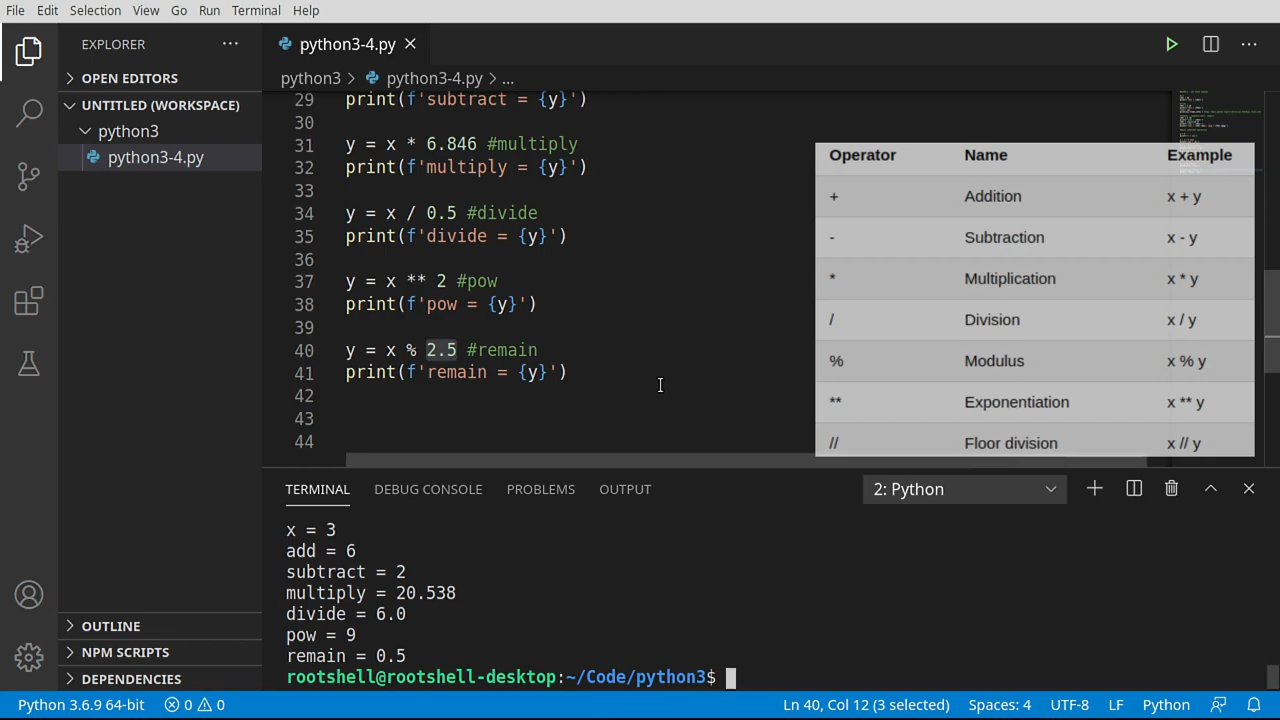 File Edit Selection View Go Run Terminal Help
EXPLORER ···
OPEN EDITORS
UNTITLED (WORKSPACE)
python3
python3-4.py
OUTLINE
NPM SCRIPTS
DEPENDENCIES
python3-4.py
python3 > python3-4.py > ...
29 print(f'subtract = {y}')
30
31 y = x * 6.846 #multiply
32 print(f'multiply = {y}')
33
34 y = x / 0.5 #divide
35 print(f'divide = {y}')
36
37 y = x ** 2 #pow
38 print(f'pow = {y}')
39
40 y = x % 2.5 #remain
41 print(f'remain = {y}')
42
43
44
Operator Name Example
+ Addition x + y
- Subtraction x - y
* Multiplication x * y
/ Division x / y
% Modulus x % y
** Exponentiation x ** y
// Floor division x // y
TERMINAL DEBUG CONSOLE PROBLEMS OUTPUT 2: Python
x = 3
add = 6
subtract = 2
multiply = 20.538
divide = 6.0
pow = 9
remain = 0.5
rootshell@rootshell-desktop:~/Code/python3$
Python 3.6.9 64-bit 0 0 Ln 40, Col 12 (3 selected) Spaces: 4 UTF-8 LF Python